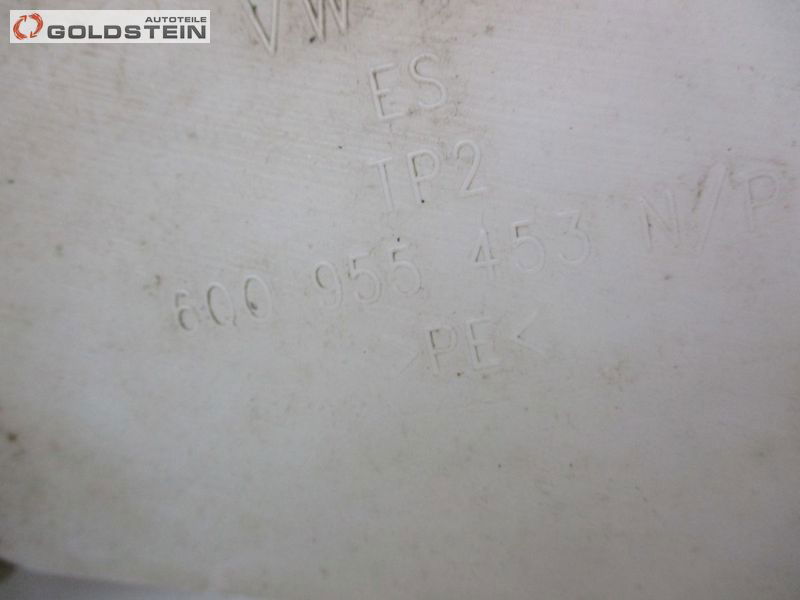 AUTOTEILE
GOLDSTEIN
VW
ES
TP2
6Q0 955 453 N/P
>PE<